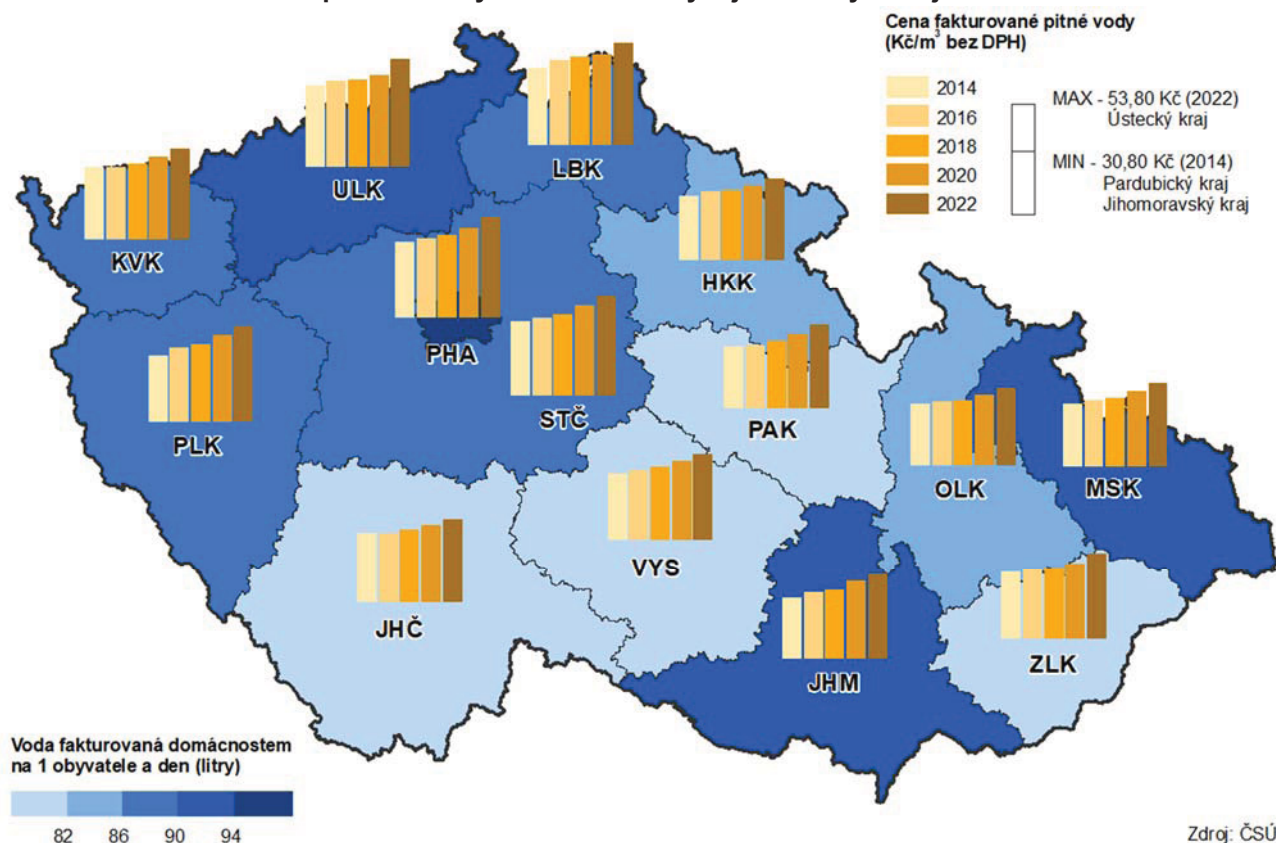 Cena fakturované pitné vody
(Kč/m³ bez DPH)
2014
2016
2018
2020
2022
MAX - 53,80 Kč (2022)
Ústecký kraj
MIN - 30,80 Kč (2014)
Pardubický kraj
Jihomoravský kraj
ULK
LBK
KVK
HKK
PHA
STČ
PLK
PAK
OLK
MSK
VYS
JHČ
JHM
ZLK
Voda fakturovaná domácnostem
na 1 obyvatele a den (litry)
82 86 90 94
Zdroj: ČSÚ